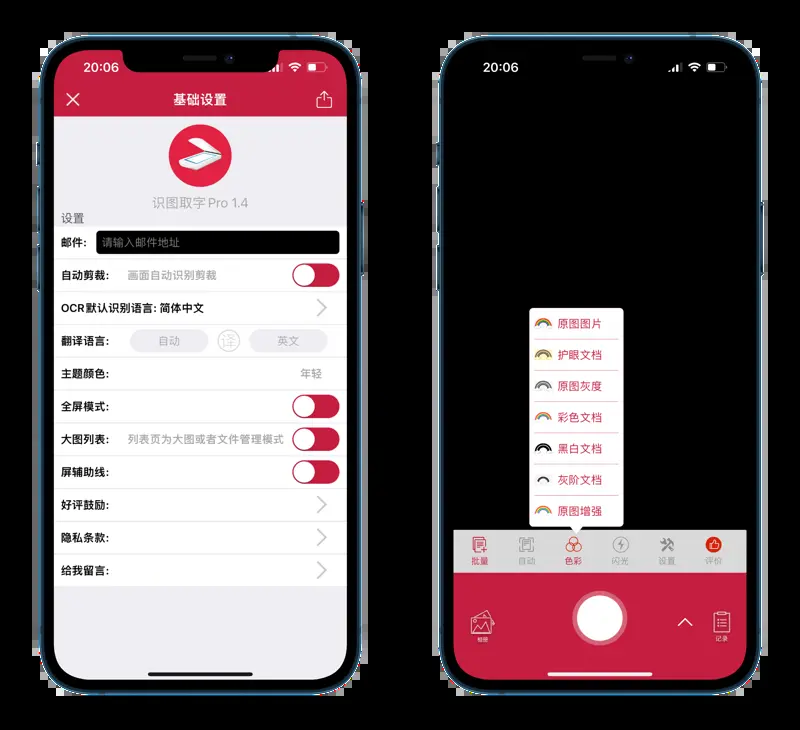 20:06
基础设置
识图取字 Pro 1.4
设置
邮件: 请输入邮件地址
自动剪裁: 画面自动识别剪裁
OCR默认识别语言: 简体中文
翻译语言: 自动 译 英文
主题颜色: 年轻
全屏模式:
大图列表: 列表页为大图或者文件管理模式
屏辅助线:
好评鼓励:
隐私条款:
给我留言:
20:06
原图图片
护眼文档
原图灰度
彩色文档
黑白文档
灰阶文档
原图增强
批量 自动 色彩 闪光 设置 评价
相册 记录